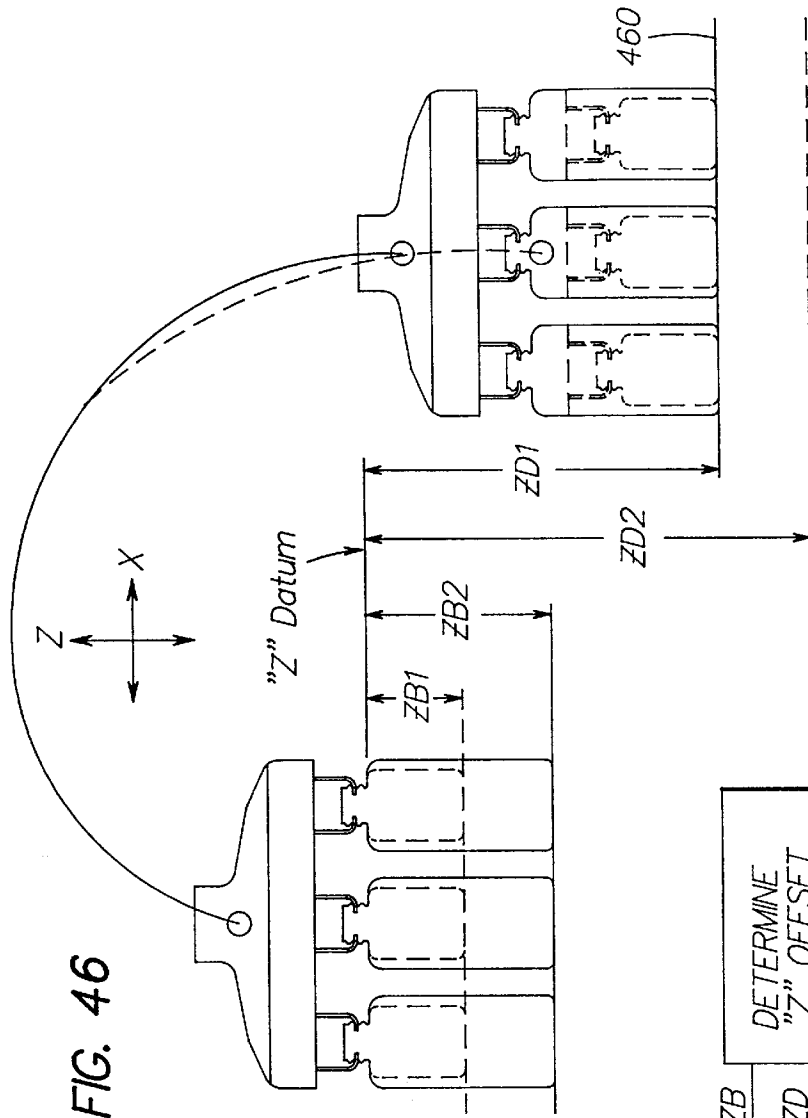 FIG. 46
Z
X
"Z" Datum
ZB1
ZB2
ZD1
ZD2
460
ZB
ZD
DETERMINE
"Z" OFFSET